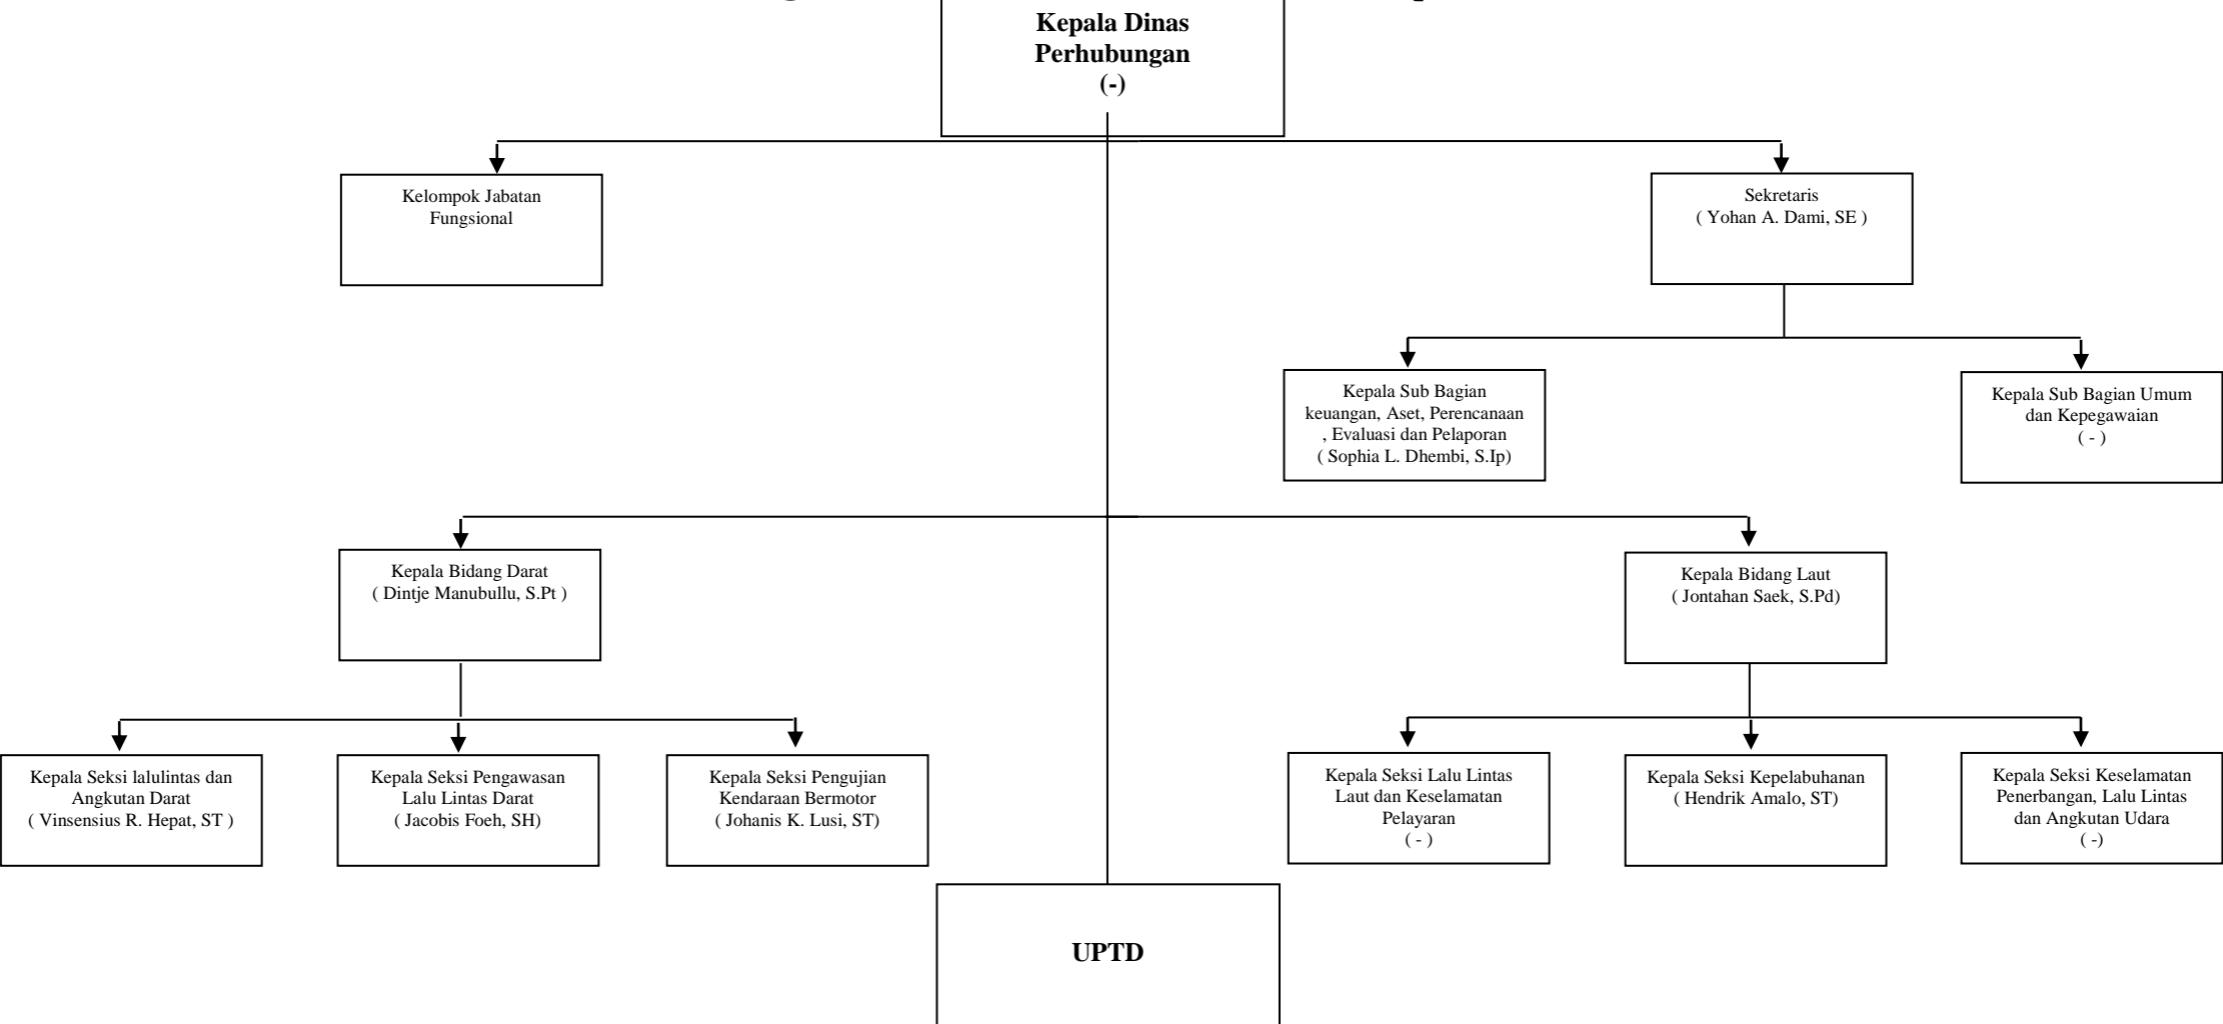 Kepala Dinas
Perhubungan
(-)
Kelompok Jabatan
Fungsional
Sekretaris
( Yohan A. Dami, SE )
Kepala Sub Bagian
keuangan, Aset, Perencanaan
, Evaluasi dan Pelaporan
( Sophia L. Dhembi, S.Ip)
Kepala Sub Bagian Umum
dan Kepegawaian
( - )
Kepala Bidang Darat
( Dintje Manubullu, S.Pt )
Kepala Bidang Laut
( Jontahan Saek, S.Pd)
Kepala Seksi lalulintas dan
Angkutan Darat
( Vinsensius R. Hepat, ST )
Kepala Seksi Pengawasan
Lalu Lintas Darat
( Jacobis Foeh, SH)
Kepala Seksi Pengujian
Kendaraan Bermotor
( Johanis K. Lusi, ST)
Kepala Seksi Lalu Lintas
Laut dan Keselamatan
Pelayaran
( - )
Kepala Seksi Kepelabuhanan
( Hendrik Amalo, ST)
Kepala Seksi Keselamatan
Penerbangan, Lalu Lintas
dan Angkutan Udara
( -)
UPTD